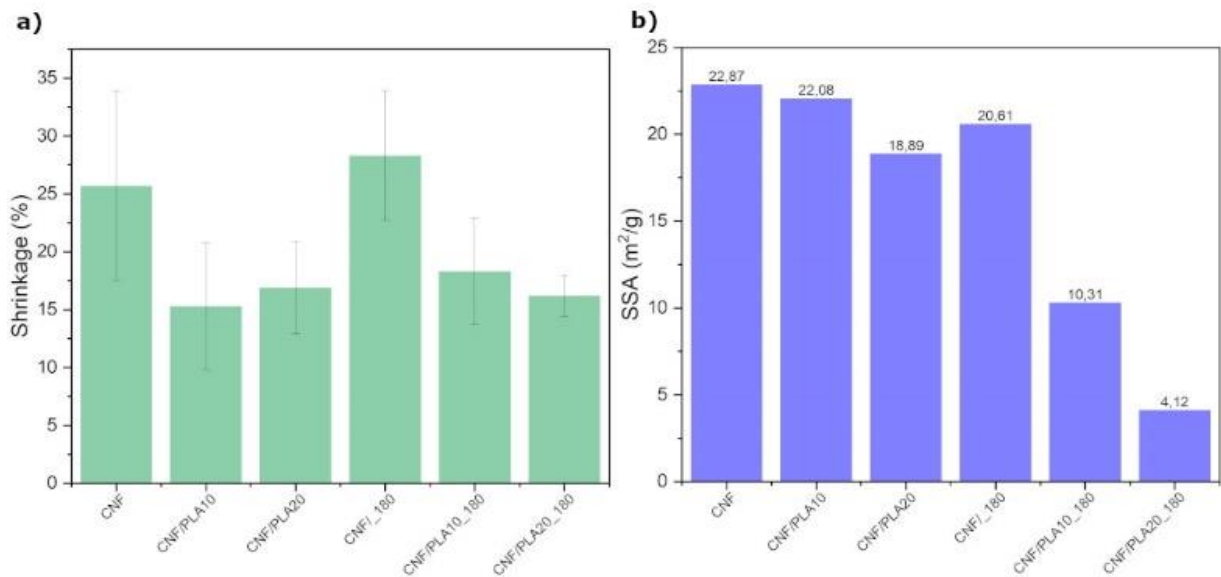 a)
Shrinkage (%)
35
30
25
20
15
10
5
0
CNF
CNF/PLA10
CNF/PLA20
CNF/_180
CNF/PLA10_180
CNF/PLA20_180
b)
SSA (m²/g)
25
20
15
10
5
0
22,87
22,08
18,89
20,61
10,31
4,12
CNF
CNF/PLA10
CNF/PLA20
CNF/_180
CNF/PLA10_180
CNF/PLA20_180